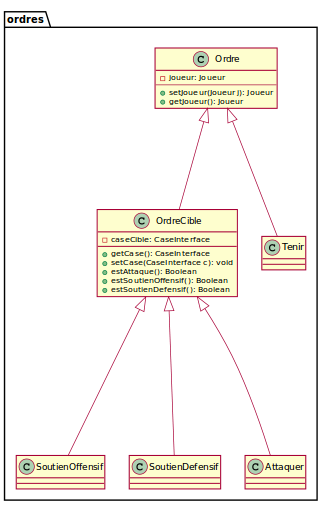 ordres
C Ordre
joueur: Joueur
setJoueur(Joueur j): Joueur
getJoueur(): Joueur
C OrdreCible
caseCible: CaseInterface
getCase(): CaseInterface
setCase(CaseInterface c): void
estAttaque(): Boolean
estSoutienOffensif(): Boolean
estSoutienDefensif(): Boolean
C Tenir
C SoutienOffensif
C SoutienDefensif
C Attaquer